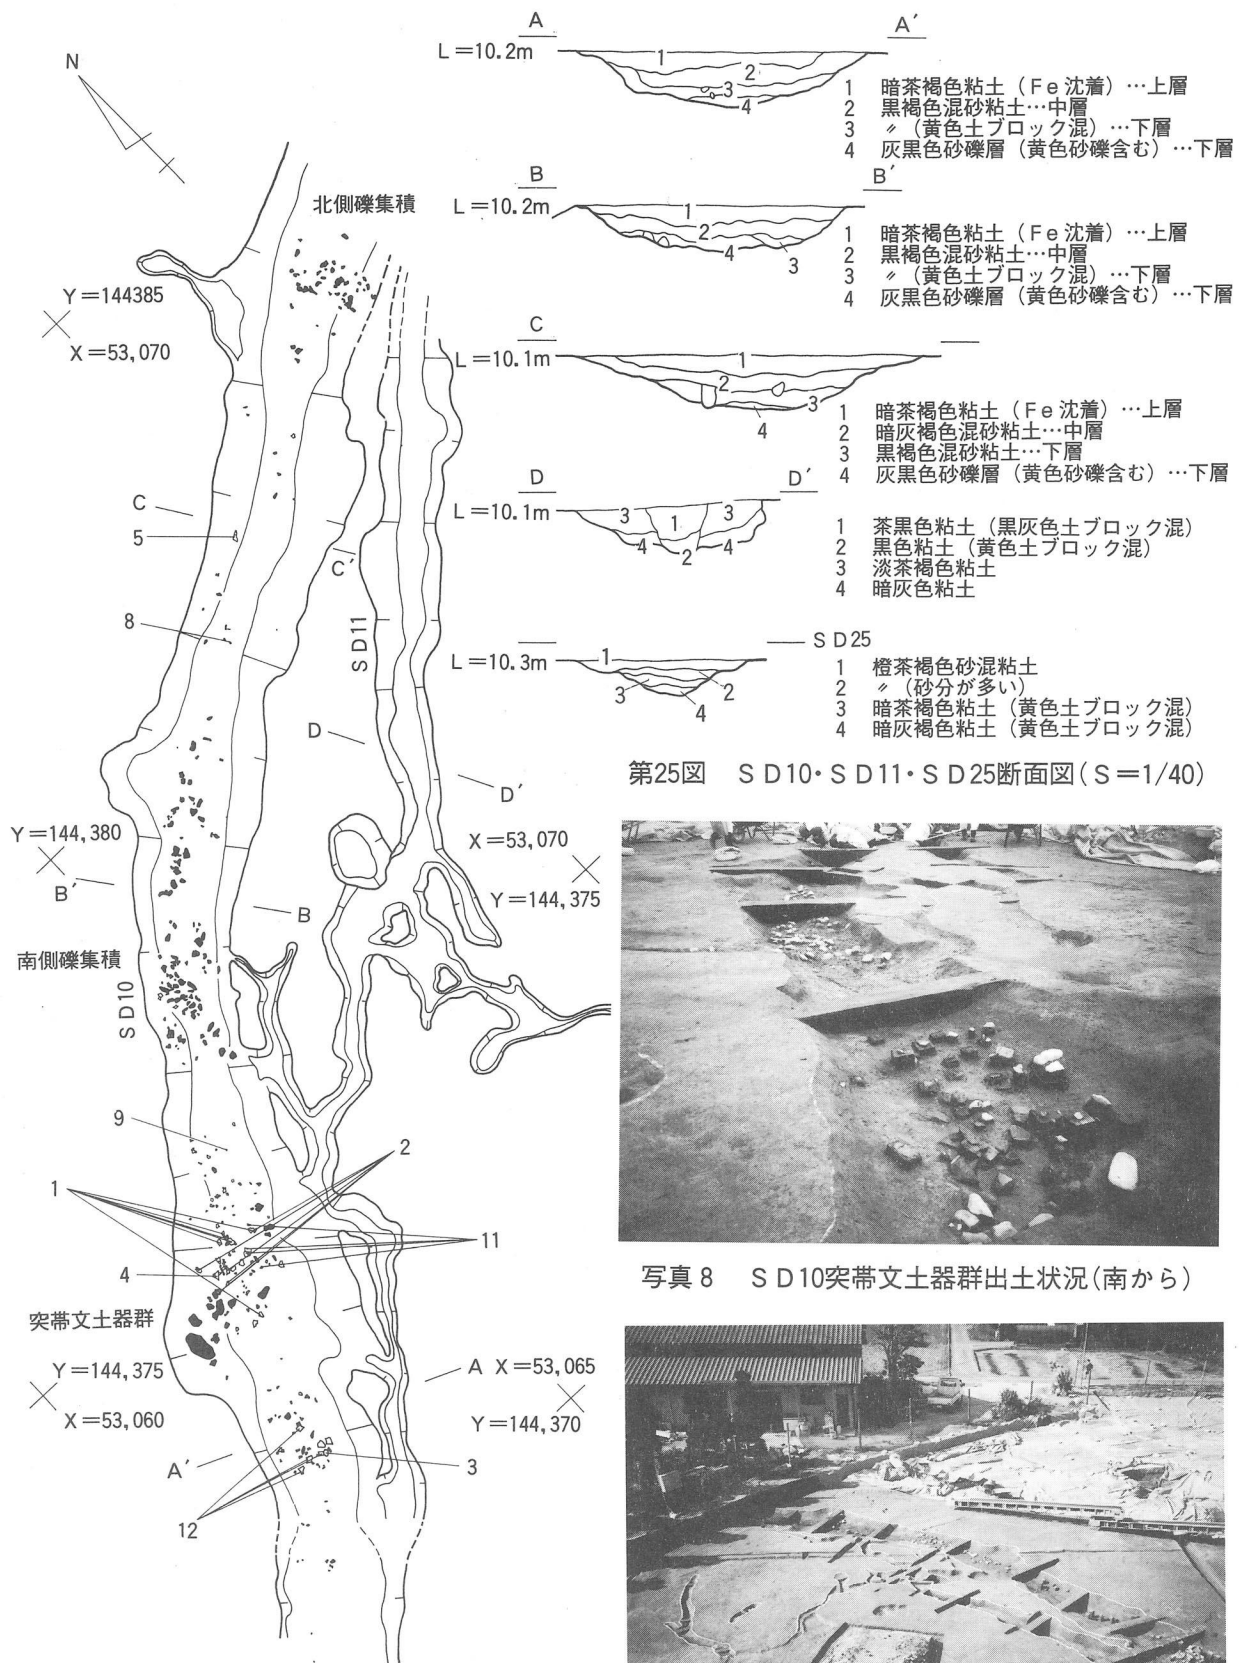 N
北側礫集積
Y＝144385
X＝53,070
C
5
C′
8
SD11
D
D′
Y＝144,380
X＝53,070
Y＝144,375
B′
B
南側礫集積
SD10
9
2
1
11
4
突帯文土器群
Y＝144,375
X＝53,060
A X＝53,065
Y＝144,370
A′
3
12
A
A′
L＝10.2m
1
2
3
4
1 暗茶褐色粘土（Fe沈着）…上層
2 黒褐色混砂粘土…中層
3 〃（黄色土ブロック混）…下層
4 灰黒色砂礫層（黄色砂礫含む）…下層
B
B′
L＝10.2m
1
2
4
3
1 暗茶褐色粘土（Fe沈着）…上層
2 黒褐色混砂粘土…中層
3 〃（黄色土ブロック混）…下層
4 灰黒色砂礫層（黄色砂礫含む）…下層
C
L＝10.1m
1
2
3
4
1 暗茶褐色粘土（Fe沈着）…上層
2 暗灰褐色混砂粘土…中層
3 黒褐色混砂粘土…下層
4 灰黒色砂礫層（黄色砂礫含む）…下層
D
D′
L＝10.1m
3 1 3
4 2 4
1 茶黒色粘土（黒灰色土ブロック混）
2 黒色粘土（黄色土ブロック混）
3 淡茶褐色粘土
4 暗灰色粘土
SD25
L＝10.3m
1
3
2
4
1 橙茶褐色砂混粘土
2 〃（砂分が多い）
3 暗茶褐色粘土（黄色土ブロック混）
4 暗灰褐色粘土（黄色土ブロック混）
第25図 SD10・SD11・SD25断面図（S＝1/40）
写真8 SD10突帯文土器群出土状況（南から）